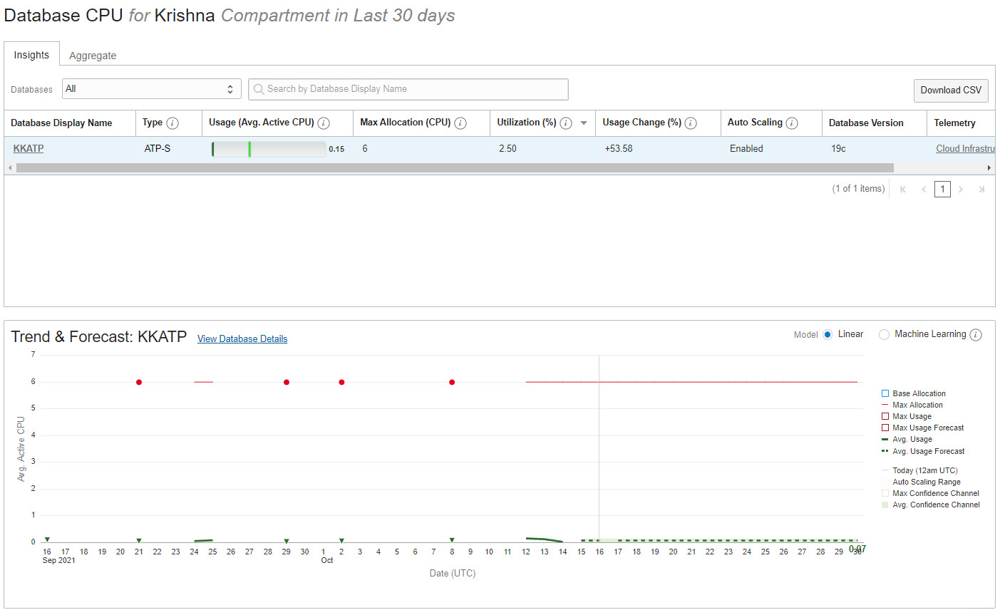 Database CPU for Krishna Compartment in Last 30 days
Insights Aggregate
Databases All Search by Database Display Name Download CSV
Database Display Name Type i Usage (Avg. Active CPU) i Max Allocation (CPU) i Utilization (%) i Usage Change (%) i Auto Scaling i Database Version Telemetry
KKATP ATP-S 0.15 6 2.50 +53.58 Enabled 19c Cloud Infrastru
(1 of 1 items) 1
Trend & Forecast: KKATP View Database Details Model Linear Machine Learning i
7
6
5
4
3
2
1
0
Avg. Active CPU
16 17 18 19 20 21 22 23 24 25 26 27 28 29 30 1 2 3 4 5 6 7 8 9 10 11 12 13 14 15 16 17 18 19 20 21 22 23 24 25 26 27 28 29 30
0.07
Sep 2021 Oct
Date (UTC)
Base Allocation
Max Allocation
Max Usage
Max Usage Forecast
Avg. Usage
Avg. Usage Forecast
Today (12am UTC)
Auto Scaling Range
Max Confidence Channel
Avg. Confidence Channel